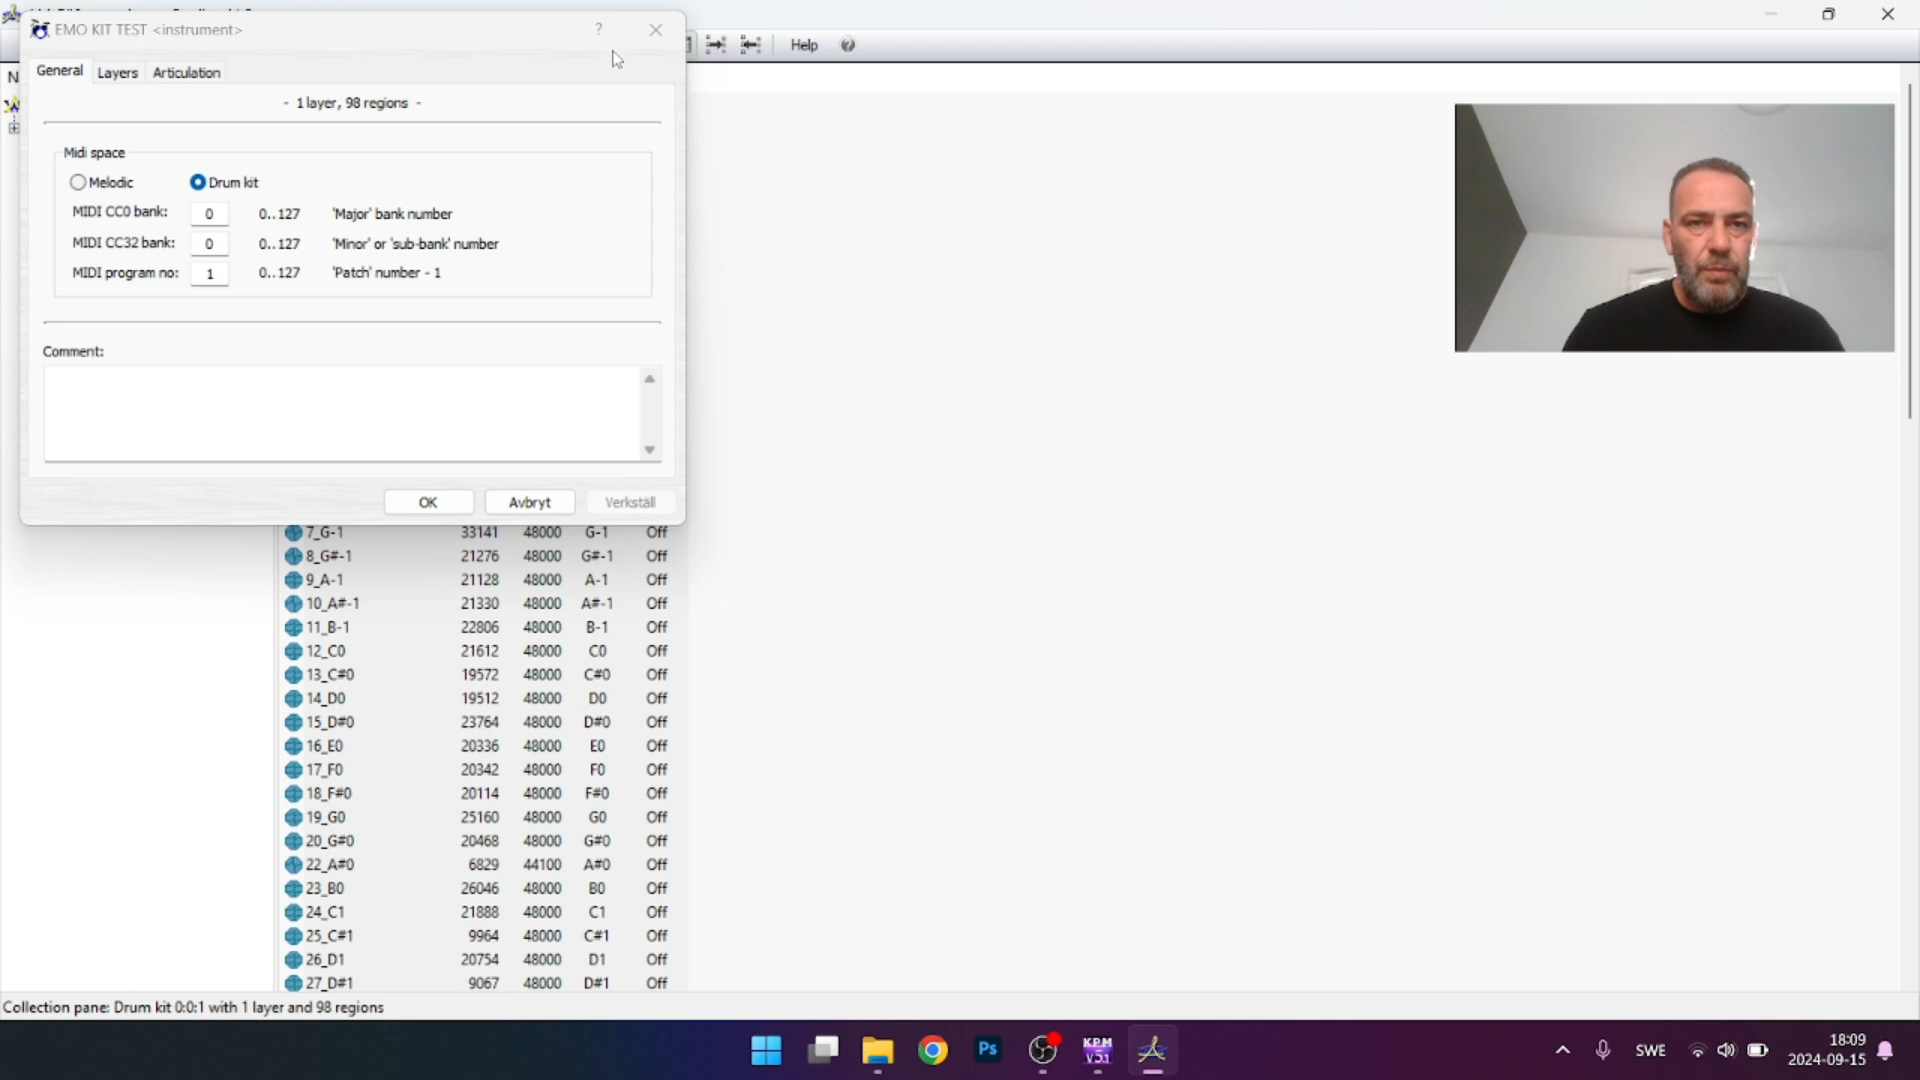 EMO KIT TEST <instrument>
?
Help
N
General Layers Articulation
- 1 layer, 98 regions -
Midi space
Melodic Drum kit
MIDI CC0 bank: 0 0..127 'Major' bank number
MIDI CC32 bank: 0 0..127 'Minor' or 'sub-bank' number
MIDI program no: 1 0..127 'Patch' number - 1
Comment:
OK Avbryt Verkställ
7_G-1 33141 48000 G-1 Off
8_G#-1 21276 48000 G#-1 Off
9_A-1 21128 48000 A-1 Off
10_A#-1 21330 48000 A#-1 Off
11_B-1 22806 48000 B-1 Off
12_C0 21612 48000 C0 Off
13_C#0 19572 48000 C#0 Off
14_D0 19512 48000 D0 Off
15_D#0 23764 48000 D#0 Off
16_E0 20336 48000 E0 Off
17_F0 20342 48000 F0 Off
18_F#0 20114 48000 F#0 Off
19_G0 25160 48000 G0 Off
20_G#0 20468 48000 G#0 Off
22_A#0 6829 44100 A#0 Off
23_B0 26046 48000 B0 Off
24_C1 21888 48000 C1 Off
25_C#1 9964 48000 C#1 Off
26_D1 20754 48000 D1 Off
27_D#1 9067 48000 D#1 Off
Collection pane: Drum kit 0:0:1 with 1 layer and 98 regions
Ps
KPM
V5.1
SWE
18:09
2024-09-15